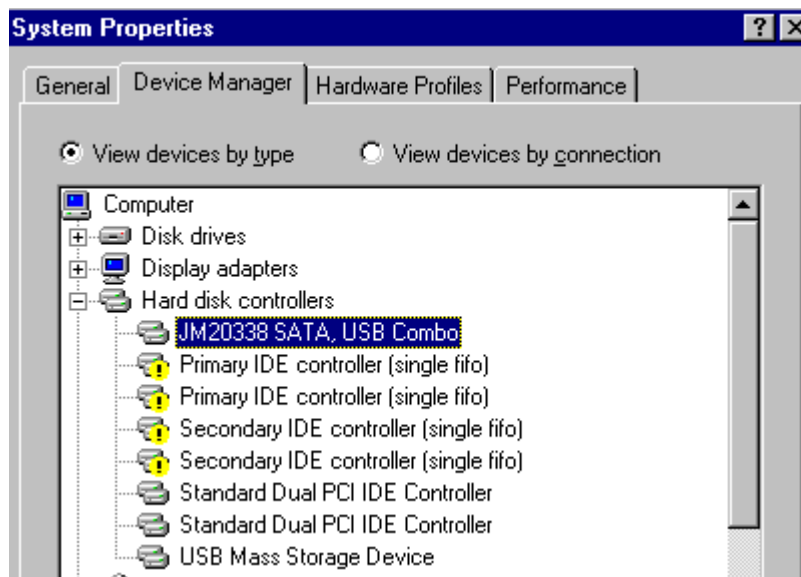 System Properties
General Device Manager Hardware Profiles Performance
View devices by type View devices by connection
Computer
Disk drives
Display adapters
Hard disk controllers
JM20338 SATA, USB Combo
Primary IDE controller (single fifo)
Primary IDE controller (single fifo)
Secondary IDE controller (single fifo)
Secondary IDE controller (single fifo)
Standard Dual PCI IDE Controller
Standard Dual PCI IDE Controller
USB Mass Storage Device